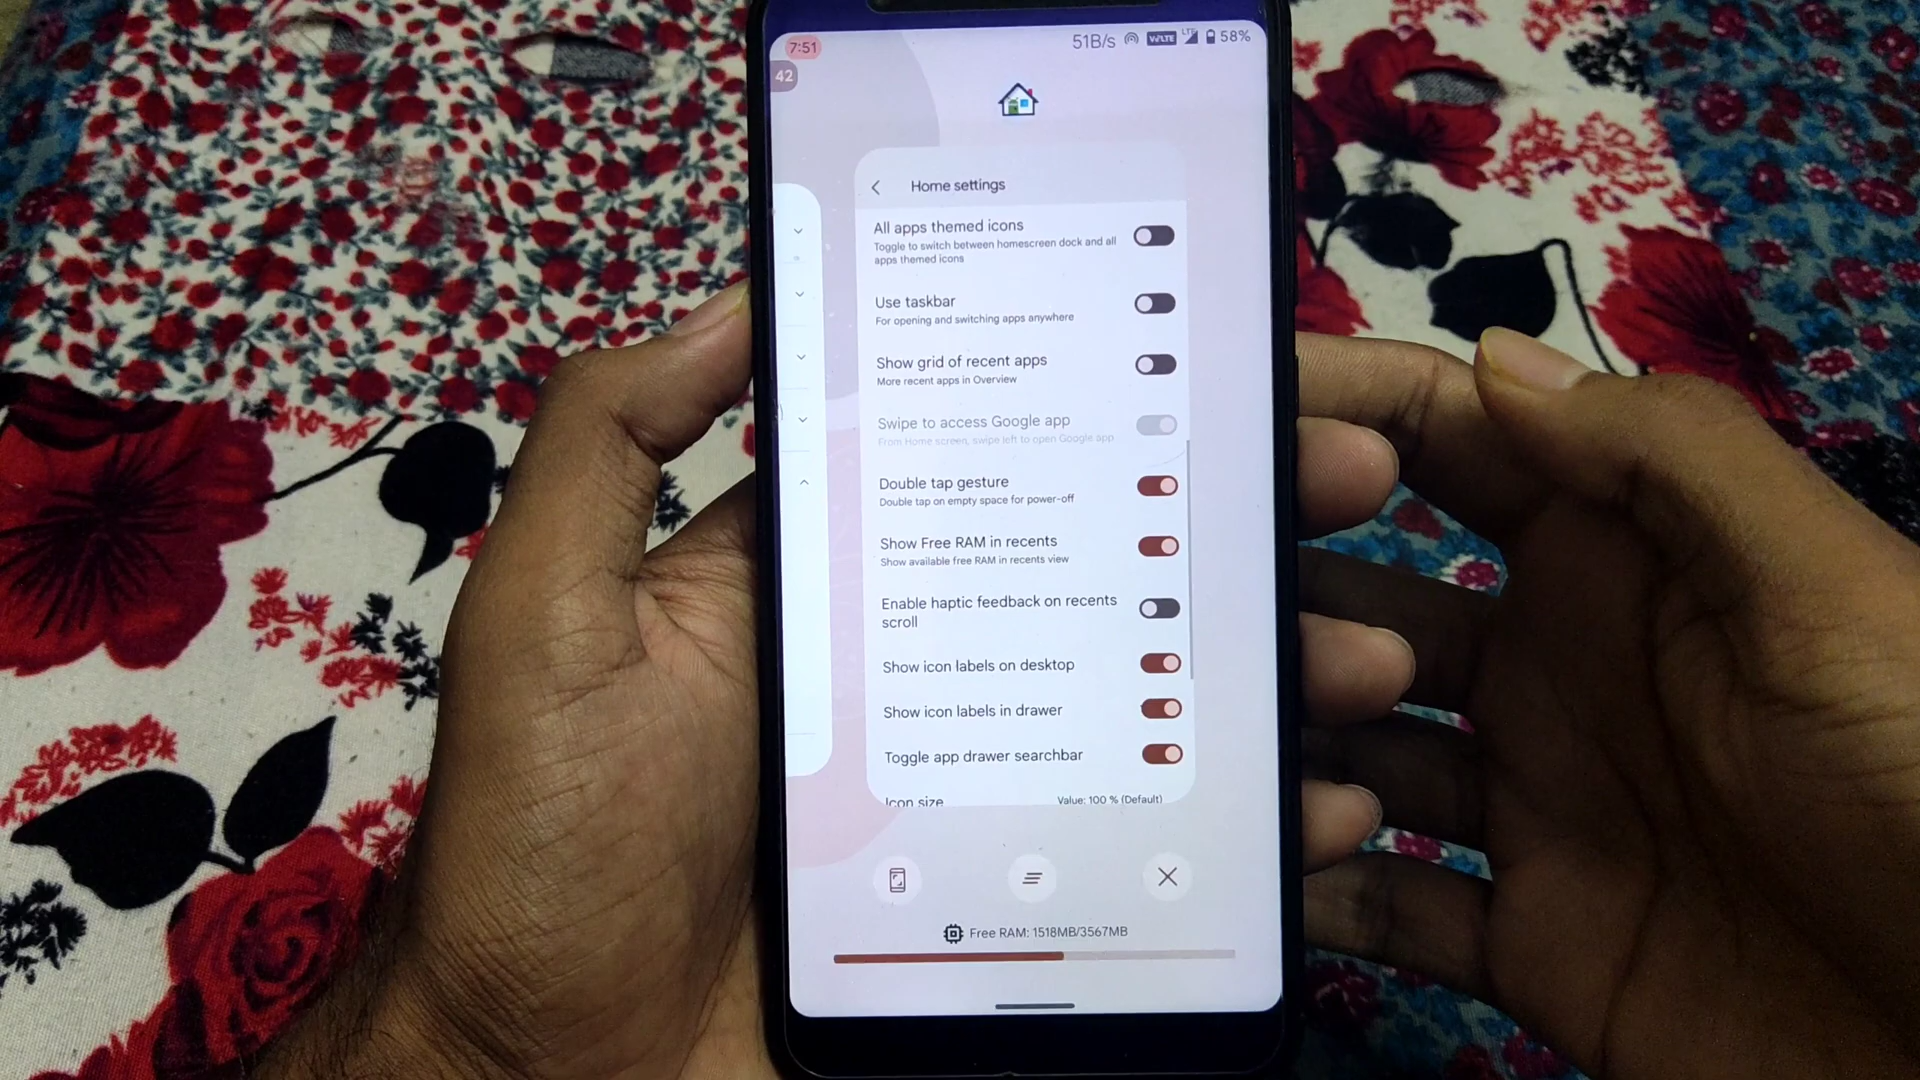 7:51
51B/s VoLTE LTE 58%
42
Home settings
All apps themed icons
Toggle to switch between homescreen dock and all
apps themed icons
Use taskbar
For opening and switching apps anywhere
Show grid of recent apps
More recent apps in Overview
Swipe to access Google app
From Home screen, swipe left to open Google app
Double tap gesture
Double tap on empty space for power-off
Show Free RAM in recents
Show available free RAM in recents view
Enable haptic feedback on recents
scroll
Show icon labels on desktop
Show icon labels in drawer
Toggle app drawer searchbar
Icon size Value: 100 % (Default)
Free RAM: 1518MB/3567MB